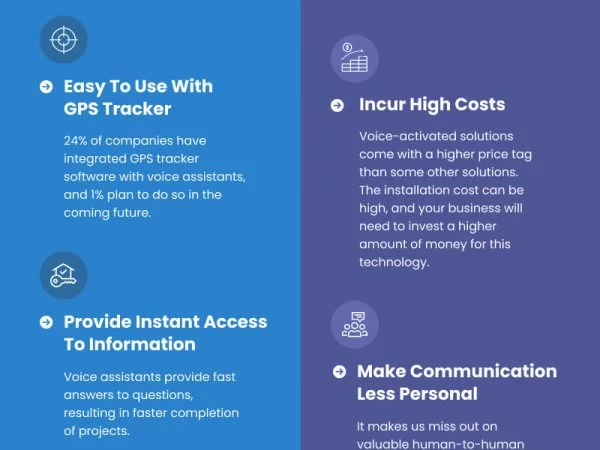 Easy To Use With
GPS Tracker
24% of companies have
integrated GPS tracker
software with voice assistants,
and 1% plan to do so in the
coming future.
Provide Instant Access
To Information
Voice assistants provide fast
answers to questions,
resulting in faster completion
of projects.
$
Incur High Costs
Voice-activated solutions
come with a higher price tag
than some other solutions.
The installation cost can be
high, and your business will
need to invest a higher
amount of money for this
technology.
Make Communication
Less Personal
It makes us miss out on
valuable human-to-human